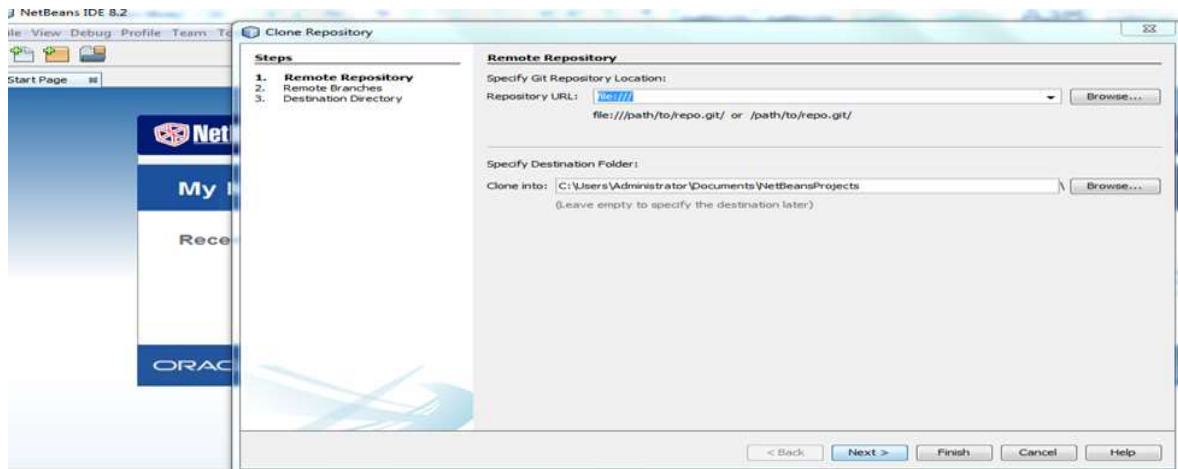 NetBeans IDE 8.2
View Debug Profile Team
Start Page
My
ORAC
Clone Repository
Steps
1. Remote Repository
2. Remote Branches
3. Destination Directory
Remote Repository
Specify Git Repository Location:
Repository URL: file:/// Browse...
file:///path/to/repo.git/ or /path/to/repo.git/
Specify Destination Folder:
Clone into: C:\Users\Administrator\Documents\NetBeansProjects \ Browse...
(Leave empty to specify the destination later)
< Back Next > Finish Cancel Help